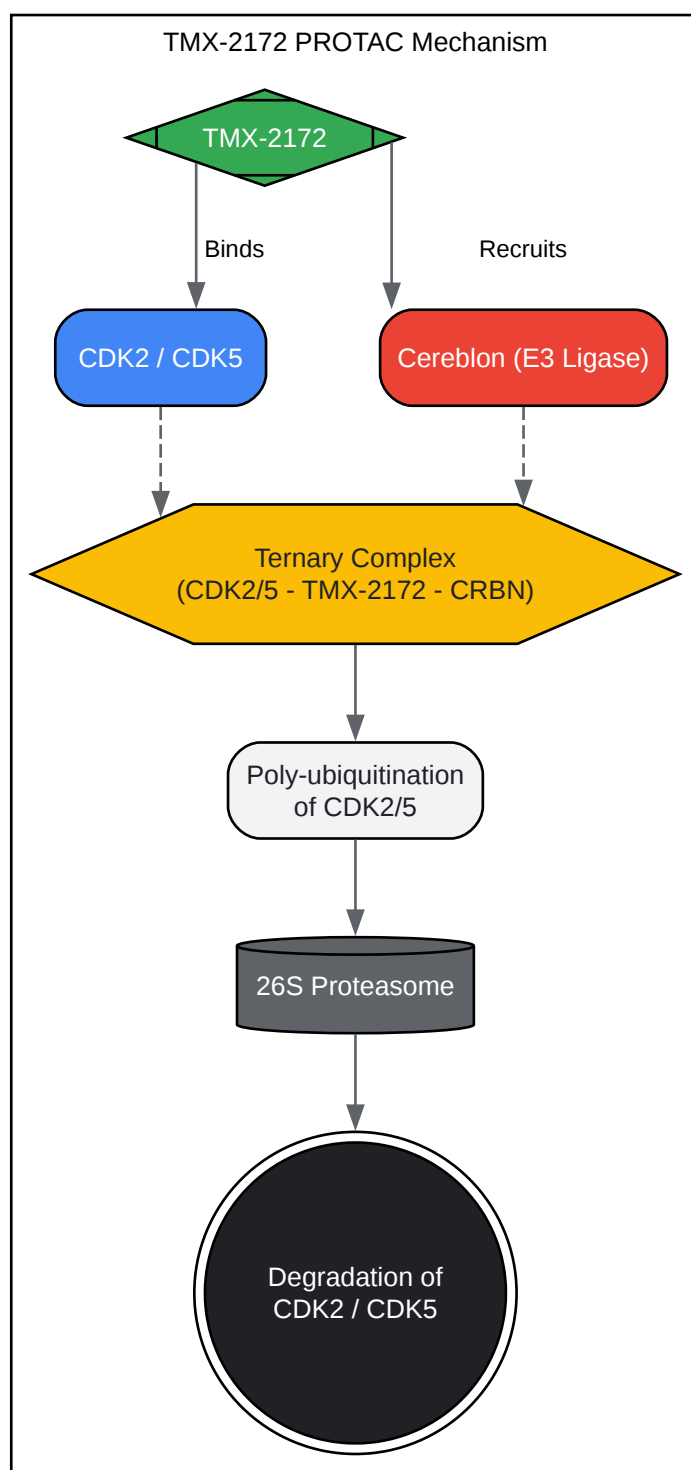 TMX-2172 PROTAC Mechanism
TMX-2172
Binds
Recruits
CDK2 / CDK5
Cereblon (E3 Ligase)
Ternary Complex
(CDK2/5 - TMX-2172 - CRBN)
Poly-ubiquitination
of CDK2/5
26S Proteasome
Degradation of
CDK2 / CDK5